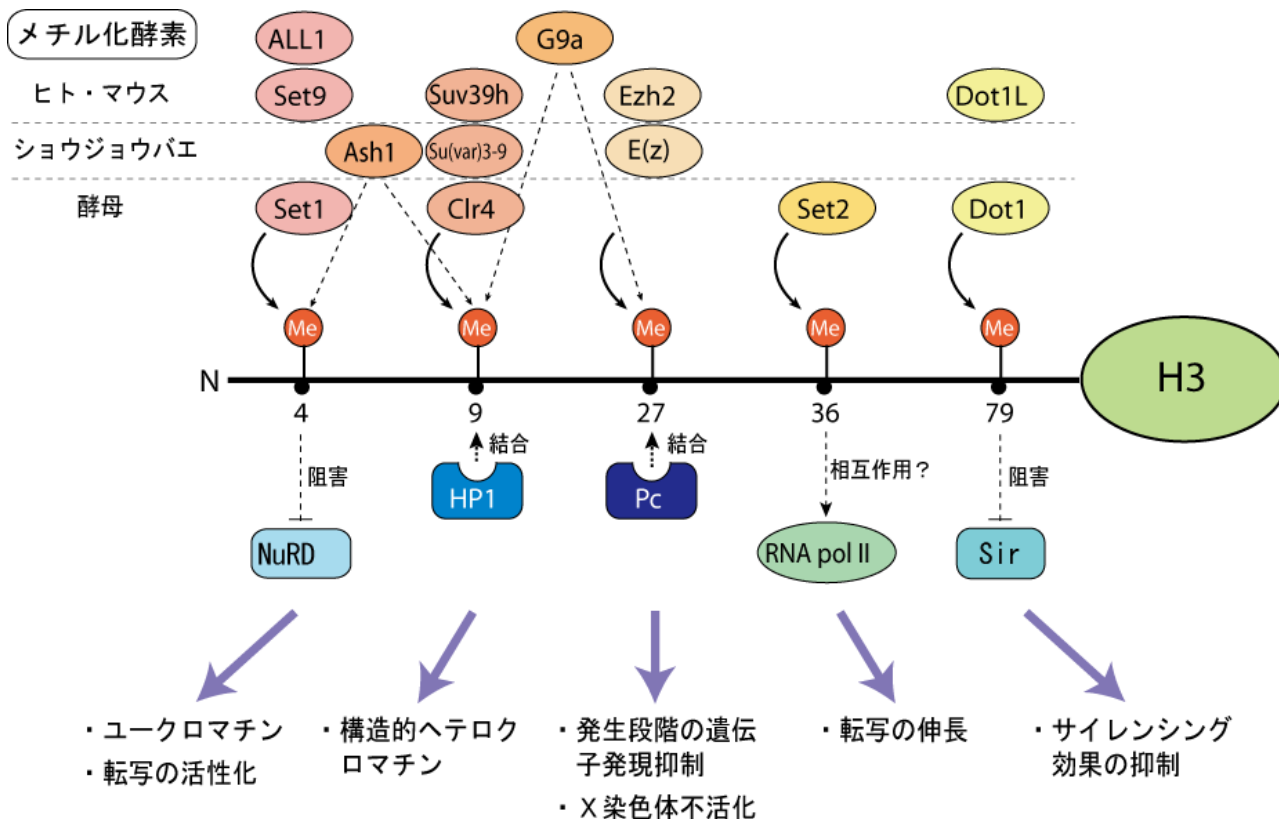 メチル化酵素
ALL1
G9a
ヒト・マウス
Set9
Suv39h
Ezh2
Dot1L
ショウジョウバエ
Ash1
Su(var)3-9
E(z)
酵母
Set1
Clr4
Set2
Dot1
Me
Me
Me
Me
Me
N
H3
4
9
27
36
79
阻害
結合
結合
相互作用？
阻害
NuRD
HP1
Pc
RNA pol II
Sir
・ユークロマチン
・転写の活性化
・構造的ヘテロク
ロマチン
・発生段階の遺伝
子発現抑制
・X染色体不活化
・転写の伸長
・サイレンシング
効果の抑制